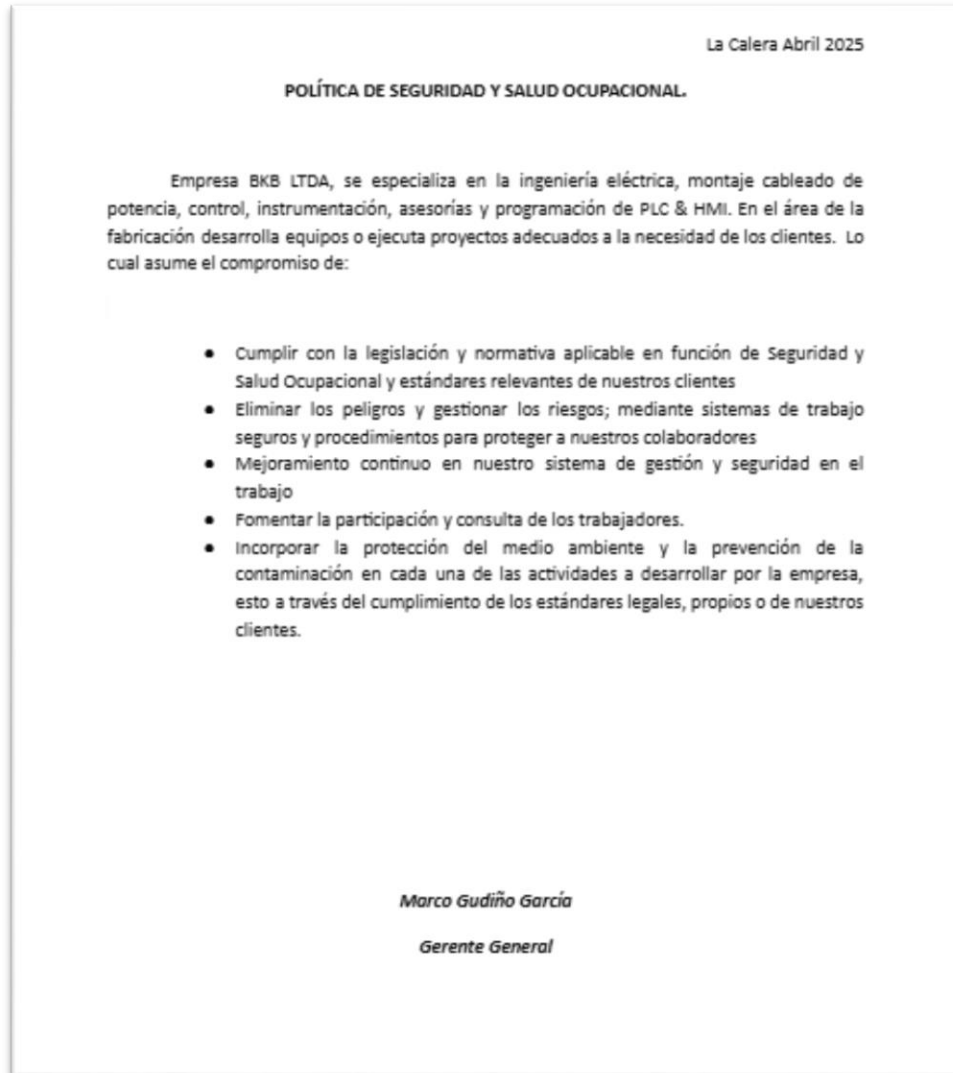 La Calera Abril 2025
POLÍTICA DE SEGURIDAD Y SALUD OCUPACIONAL.
Empresa BKB LTDA, se especializa en la ingeniería eléctrica, montaje cableado de
potencia, control, instrumentación, asesorías y programación de PLC & HMI. En el área de la
fabricación desarrolla equipos o ejecuta proyectos adecuados a la necesidad de los clientes. Lo
cual asume el compromiso de:
● Cumplir con la legislación y normativa aplicable en función de Seguridad y
Salud Ocupacional y estándares relevantes de nuestros clientes
● Eliminar los peligros y gestionar los riesgos; mediante sistemas de trabajo
seguros y procedimientos para proteger a nuestros colaboradores
● Mejoramiento continuo en nuestro sistema de gestión y seguridad en el
trabajo
● Fomentar la participación y consulta de los trabajadores.
● Incorporar la protección del medio ambiente y la prevención de la
contaminación en cada una de las actividades a desarrollar por la empresa,
esto a través del cumplimiento de los estándares legales, propios o de nuestros
clientes.
Marco Gudiño García
Gerente General